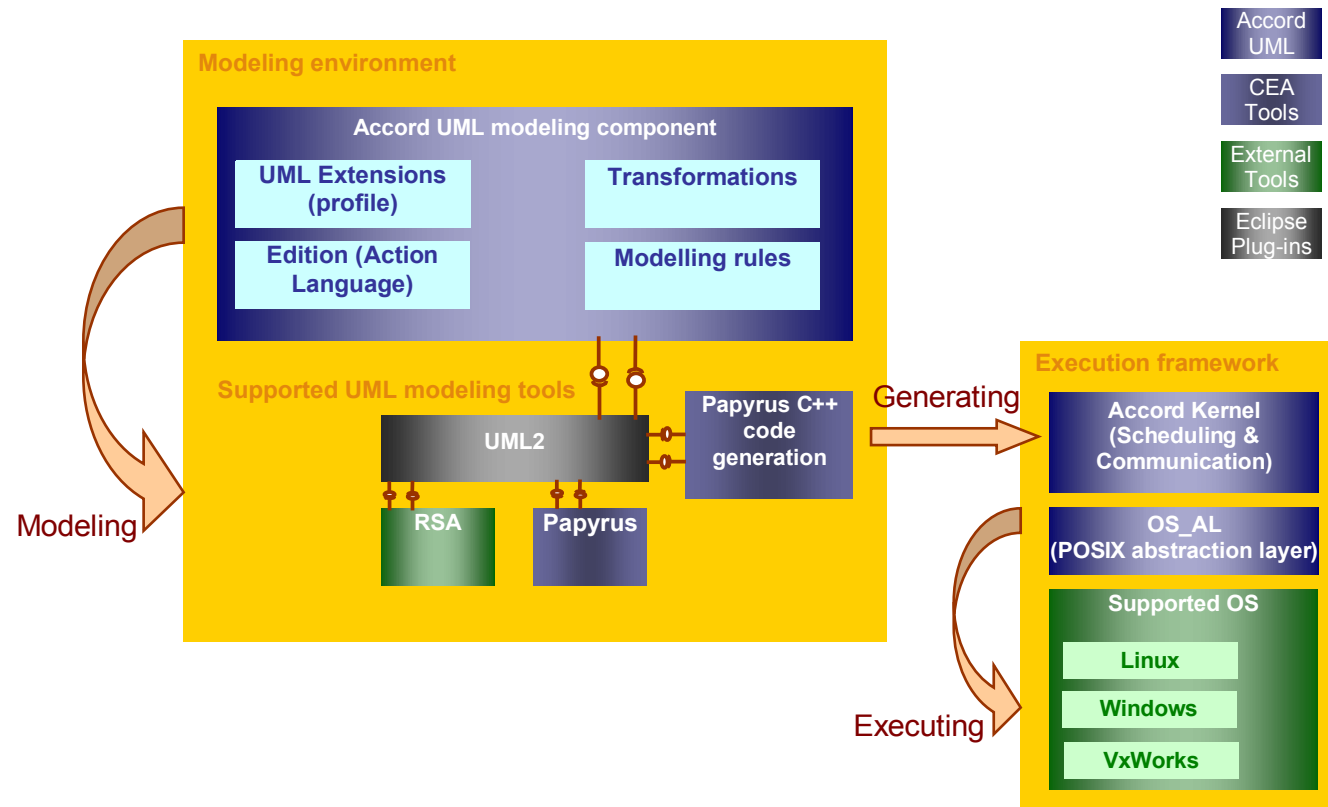 Accord
UML
CEA
Tools
External
Tools
Eclipse
Plug-ins
Modeling environment
Accord UML modeling component
UML Extensions
(profile)
Transformations
Edition (Action
Language)
Modelling rules
Supported UML modeling tools
UML2
Papyrus C++
code
generation
RSA
Papyrus
Modeling
Generating
Execution framework
Accord Kernel
(Scheduling &
Communication)
OS_AL
(POSIX abstraction layer)
Supported OS
Linux
Windows
VxWorks
Executing